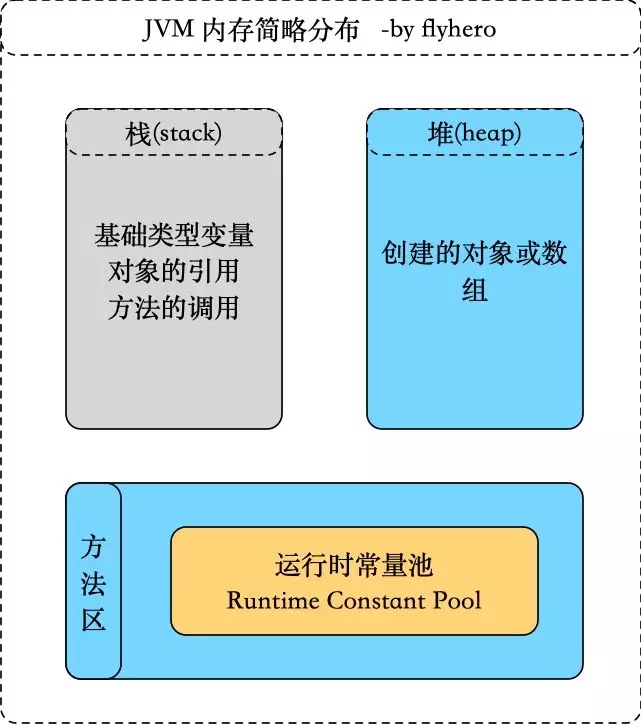 JVM 内存简略分布 -by flyhero
栈(stack)
基础类型变量
对象的引用
方法的调用
堆(heap)
创建的对象或数
组
方
法
区
运行时常量池
Runtime Constant Pool